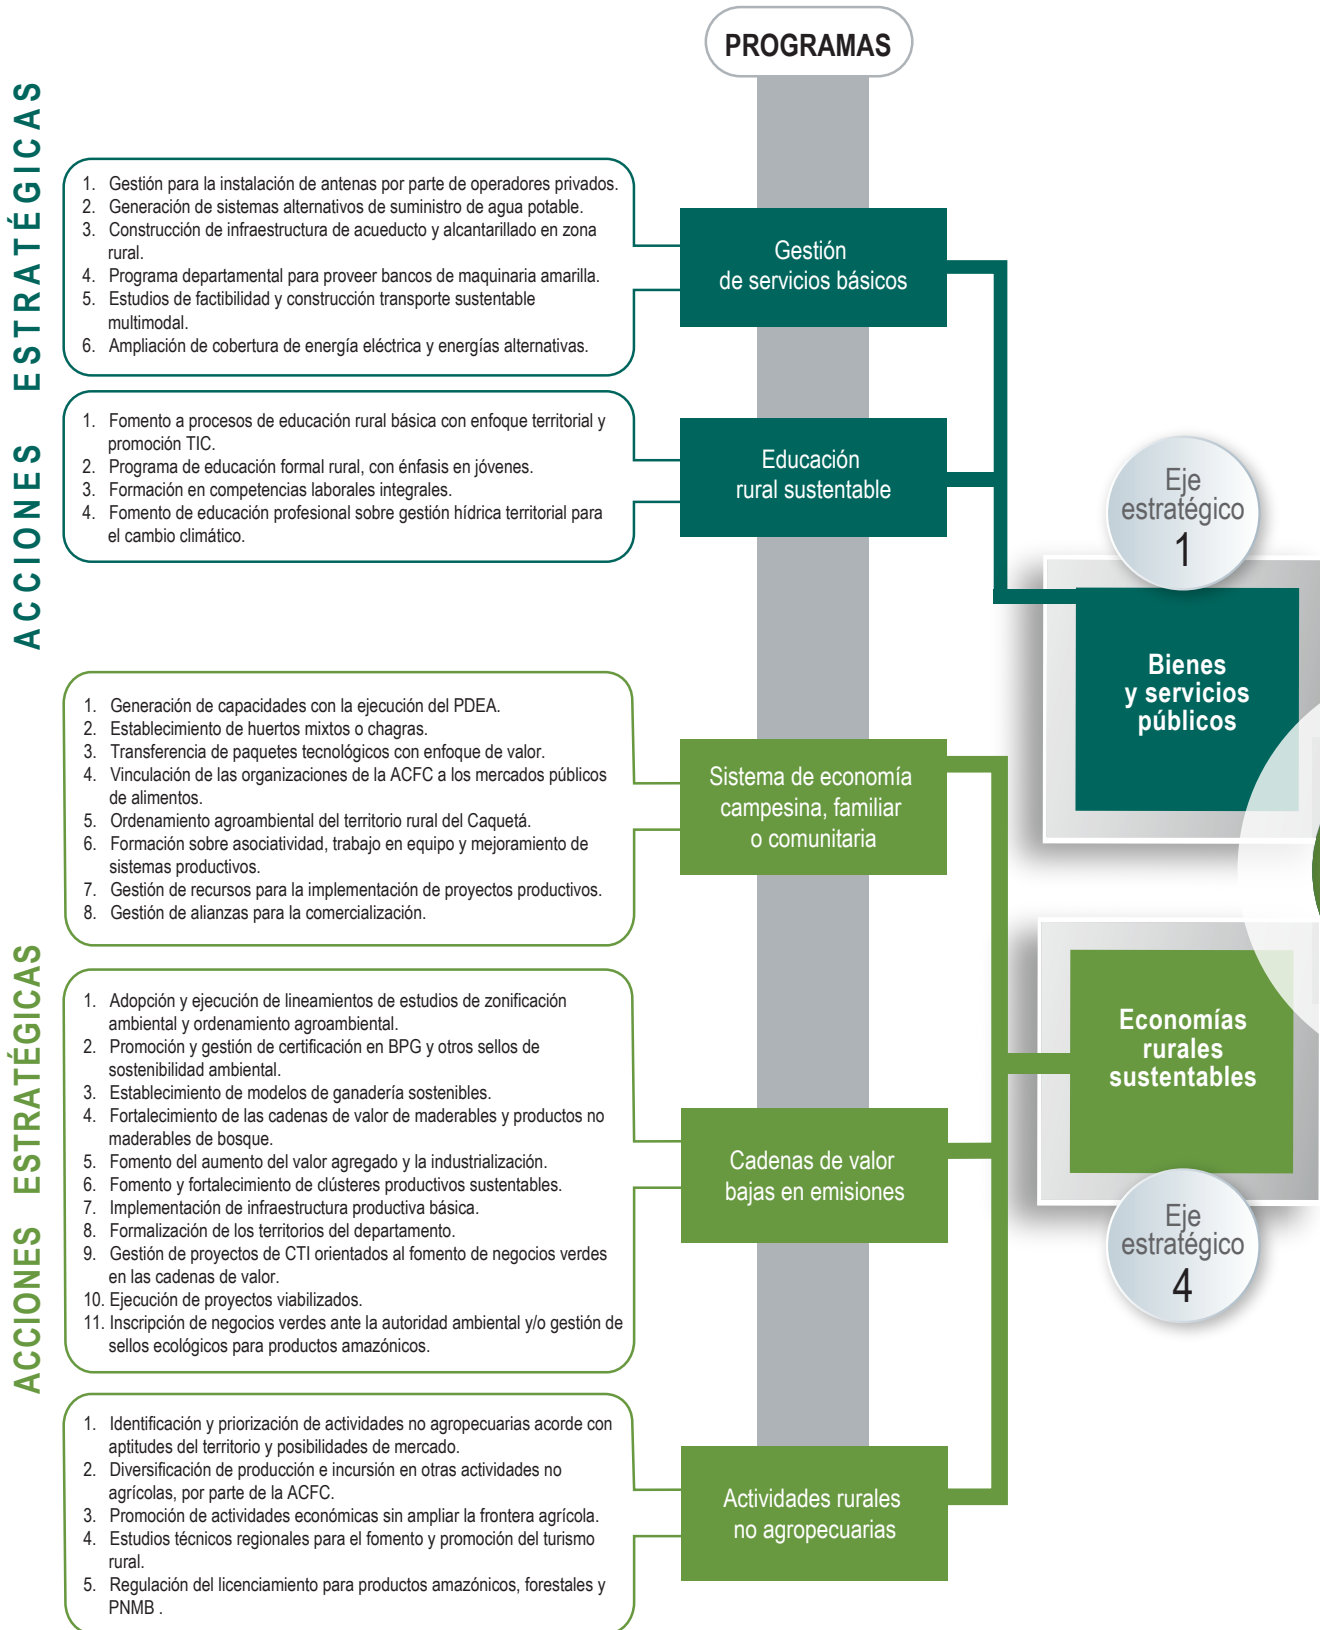 PROGRAMAS
ACCIONES ESTRATÉGICAS
1. Gestión para la instalación de antenas por parte de operadores privados.
2. Generación de sistemas alternativos de suministro de agua potable.
3. Construcción de infraestructura de acueducto y alcantarillado en zona
rural.
4. Programa departamental para proveer bancos de maquinaria amarilla.
5. Estudios de factibilidad y construcción transporte sustentable
multimodal.
6. Ampliación de cobertura de energía eléctrica y energías alternativas.
Gestión
de servicios básicos
1. Fomento a procesos de educación rural básica con enfoque territorial y
promoción TIC.
2. Programa de educación formal rural, con énfasis en jóvenes.
3. Formación en competencias laborales integrales.
4. Fomento de educación profesional sobre gestión hídrica territorial para
el cambio climático.
Educación
rural sustentable
Eje
estratégico
1
Bienes
y servicios
públicos
ACCIONES ESTRATÉGICAS
1. Generación de capacidades con la ejecución del PDEA.
2. Establecimiento de huertos mixtos o chagras.
3. Transferencia de paquetes tecnológicos con enfoque de valor.
4. Vinculación de las organizaciones de la ACFC a los mercados públicos
de alimentos.
5. Ordenamiento agroambiental del territorio rural del Caquetá.
6. Formación sobre asociatividad, trabajo en equipo y mejoramiento de
sistemas productivos.
7. Gestión de recursos para la implementación de proyectos productivos.
8. Gestión de alianzas para la comercialización.
Sistema de economía
campesina, familiar
o comunitaria
1. Adopción y ejecución de lineamientos de estudios de zonificación
ambiental y ordenamiento agroambiental.
2. Promoción y gestión de certificación en BPG y otros sellos de
sostenibilidad ambiental.
3. Establecimiento de modelos de ganadería sostenibles.
4. Fortalecimiento de las cadenas de valor de maderables y productos no
maderables de bosque.
5. Fomento del aumento del valor agregado y la industrialización.
6. Fomento y fortalecimiento de clústeres productivos sustentables.
7. Implementación de infraestructura productiva básica.
8. Formalización de los territorios del departamento.
9. Gestión de proyectos de CTI orientados al fomento de negocios verdes
en las cadenas de valor.
10. Ejecución de proyectos viabilizados.
11. Inscripción de negocios verdes ante la autoridad ambiental y/o gestión de
sellos ecológicos para productos amazónicos.
Cadenas de valor
bajas en emisiones
Economías
rurales
sustentables
Eje
estratégico
4
1. Identificación y priorización de actividades no agropecuarias acorde con
aptitudes del territorio y posibilidades de mercado.
2. Diversificación de producción e incursión en otras actividades no
agrícolas, por parte de la ACFC.
3. Promoción de actividades económicas sin ampliar la frontera agrícola.
4. Estudios técnicos regionales para el fomento y promoción del turismo
rural.
5. Regulación del licenciamiento para productos amazónicos, forestales y
PNMB .
Actividades rurales
no agropecuarias